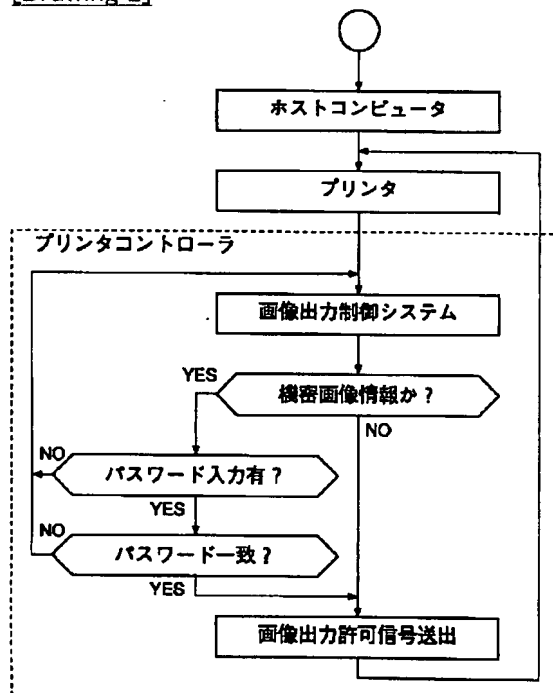 ホストコンピュータ
プリンタ
プリンタコントローラ
画像出力制御システム
YES
機密画像情報か？
NO
NO
パスワード入力有？
YES
NO
パスワード一致？
YES
画像出力許可信号送出